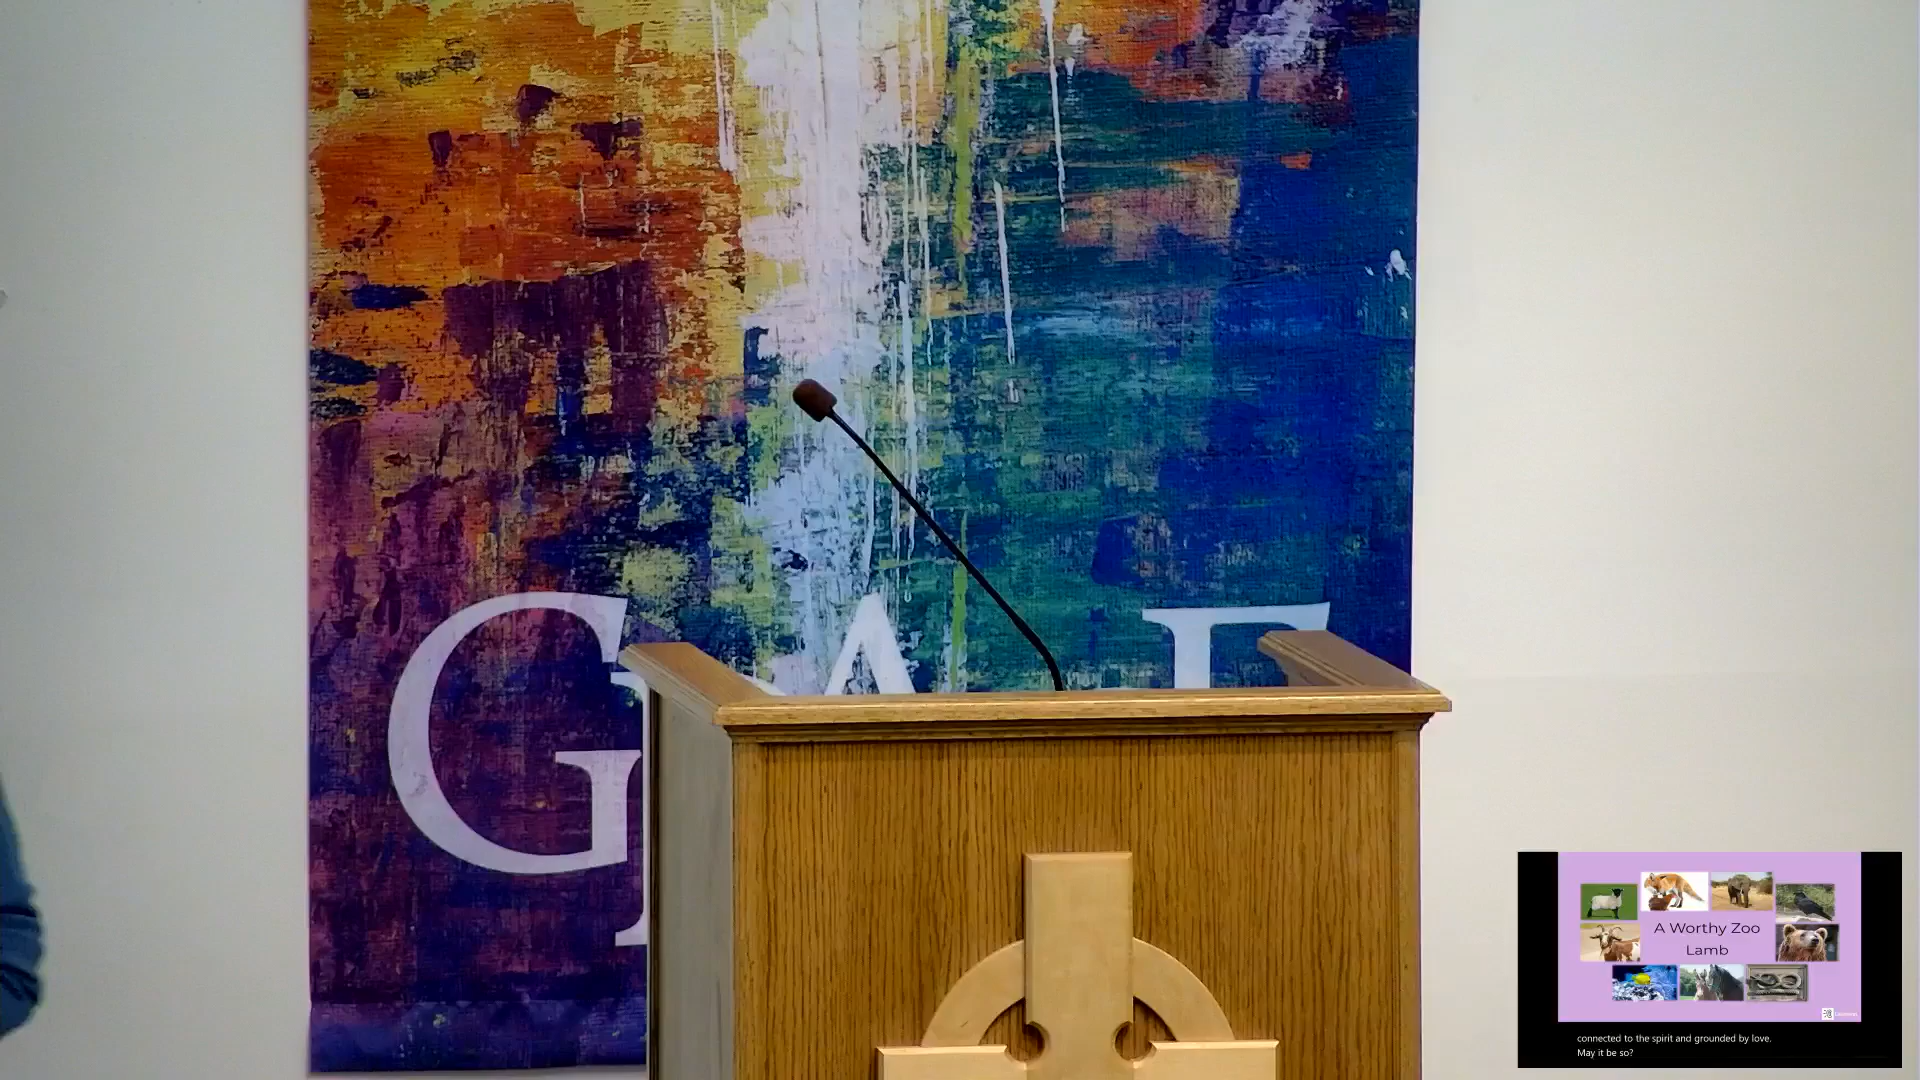 G A E
A Worthy Zoo
Lamb
connected to the spirit and grounded by love.
May it be so?